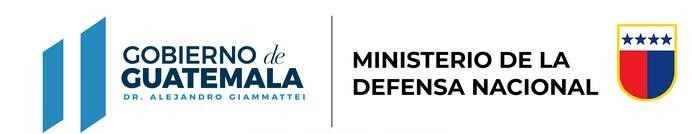 GOBIERNO de
GUATEMALA
DR. ALEJANDRO GIAMMATTEI
MINISTERIO DE LA
DEFENSA NACIONAL